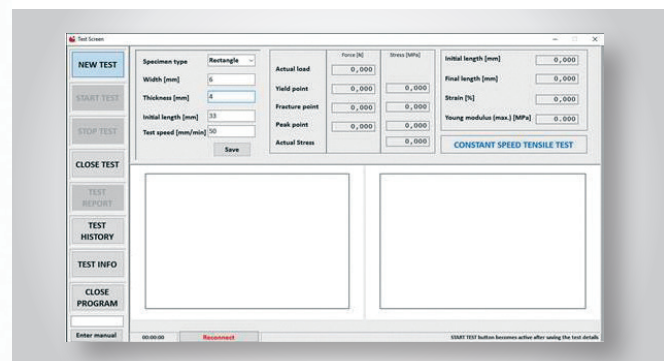 Test Screen
NEW TEST
START TEST
STOP TEST
CLOSE TEST
TEST
REPORT
TEST
HISTORY
TEST INFO
CLOSE
PROGRAM
Enter manual
Specimen type Rectangle
Width [mm] 6
Thickness [mm] 4
Initial length [mm] 33
Test speed [mm/min] 50
Save
Force [N] Stress [MPa]
Actual load 0,000
Yield point 0,000 0,000
Fracture point 0,000 0,000
Peak point 0,000 0,000
Actual Stress 0,000
Initial length [mm] 0,000
Final length [mm] 0,000
Strain [%] 0,000
Young modulus (max.) [MPa] 0.000
CONSTANT SPEED TENSILE TEST
00:00:00 Reconnect START TEST button becomes active after saving the test details